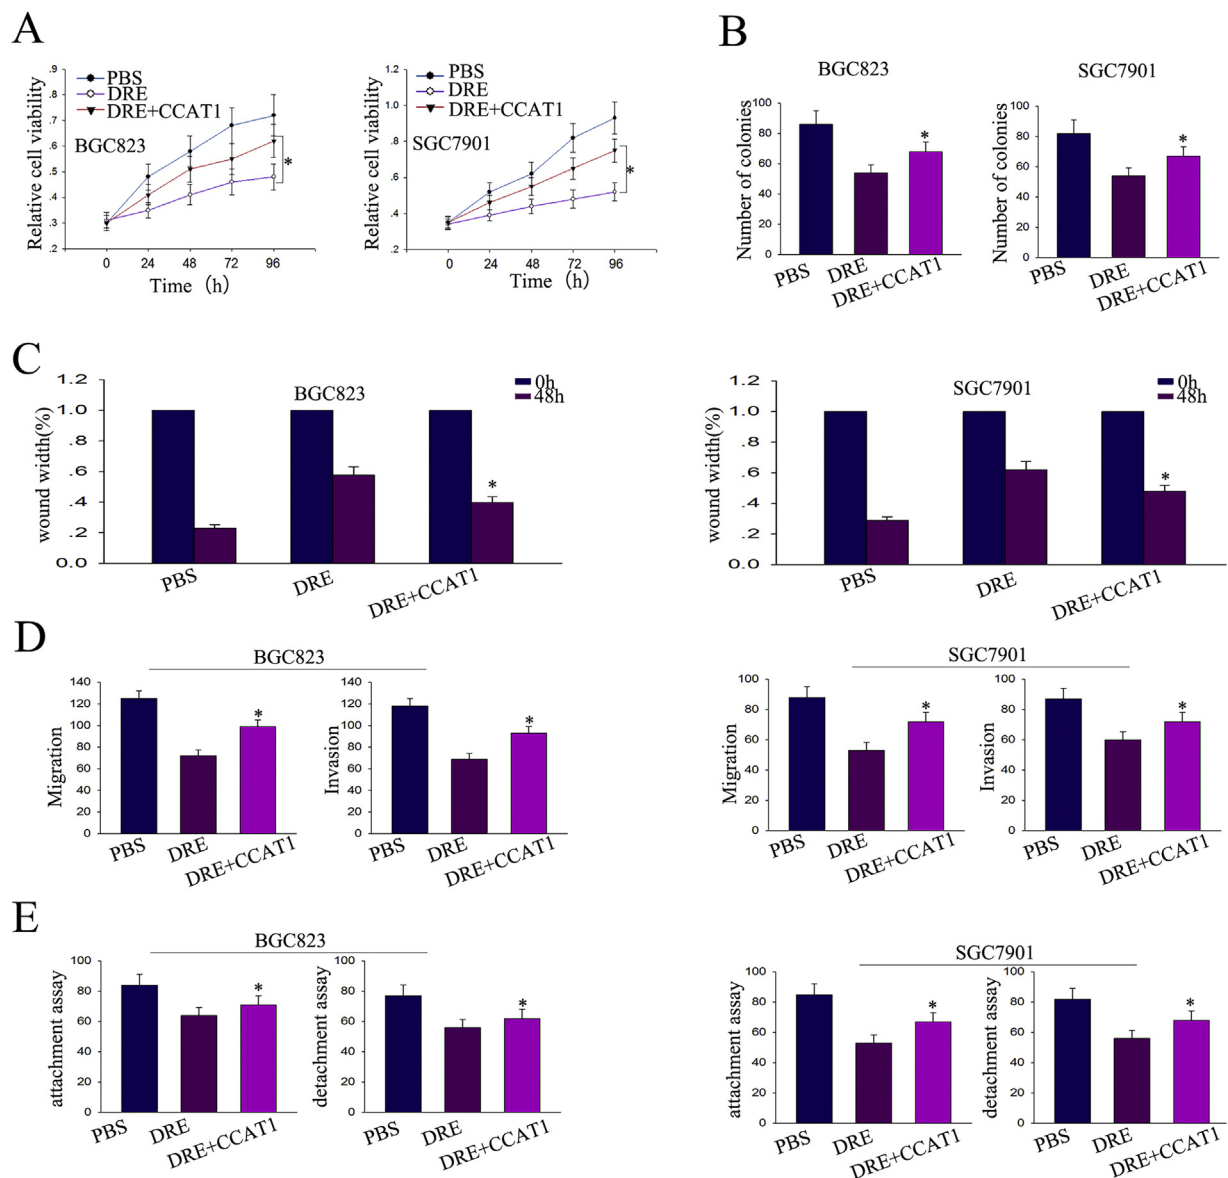 A
Relative cell viability
.9
.8
.7
.6
.5
.4
.3
.2
PBS
DRE
DRE+CCAT1
BGC823
*
0 24 48 72 96
Time (h)
Relative cell viability
1.2
1.0
.8
.6
.4
.2
PBS
DRE
DRE+CCAT1
SGC7901
*
0 24 48 72 96
Time (h)
B
BGC823
Number of colonies
100
80
60
40
20
0
*
PBS DRE DRE+CCAT1
SGC7901
Number of colonies
100
80
60
40
20
0
*
PBS DRE DRE+CCAT1
C
BGC823
0h
48h
wound width(%)
1.2
1.0
.8
.6
.4
.2
0.0
*
PBS DRE DRE+CCAT1
SGC7901
0h
48h
wound width(%)
1.2
1.0
.8
.6
.4
.2
0.0
*
PBS DRE DRE+CCAT1
D
BGC823
Migration
140
120
100
80
60
40
20
0
*
PBS DRE DRE+CCAT1
Invasion
140
120
100
80
60
40
20
0
*
PBS DRE DRE+CCAT1
SGC7901
Migration
100
80
60
40
20
0
*
PBS DRE DRE+CCAT1
Invasion
100
80
60
40
20
0
*
PBS DRE DRE+CCAT1
E
BGC823
attachment assay
100
80
60
40
20
0
*
PBS DRE DRE+CCAT1
detachment assay
100
80
60
40
20
0
*
PBS DRE DRE+CCAT1
SGC7901
attachment assay
100
80
60
40
20
0
*
PBS DRE DRE+CCAT1
detachment assay
100
80
60
40
20
0
*
PBS DRE DRE+CCAT1